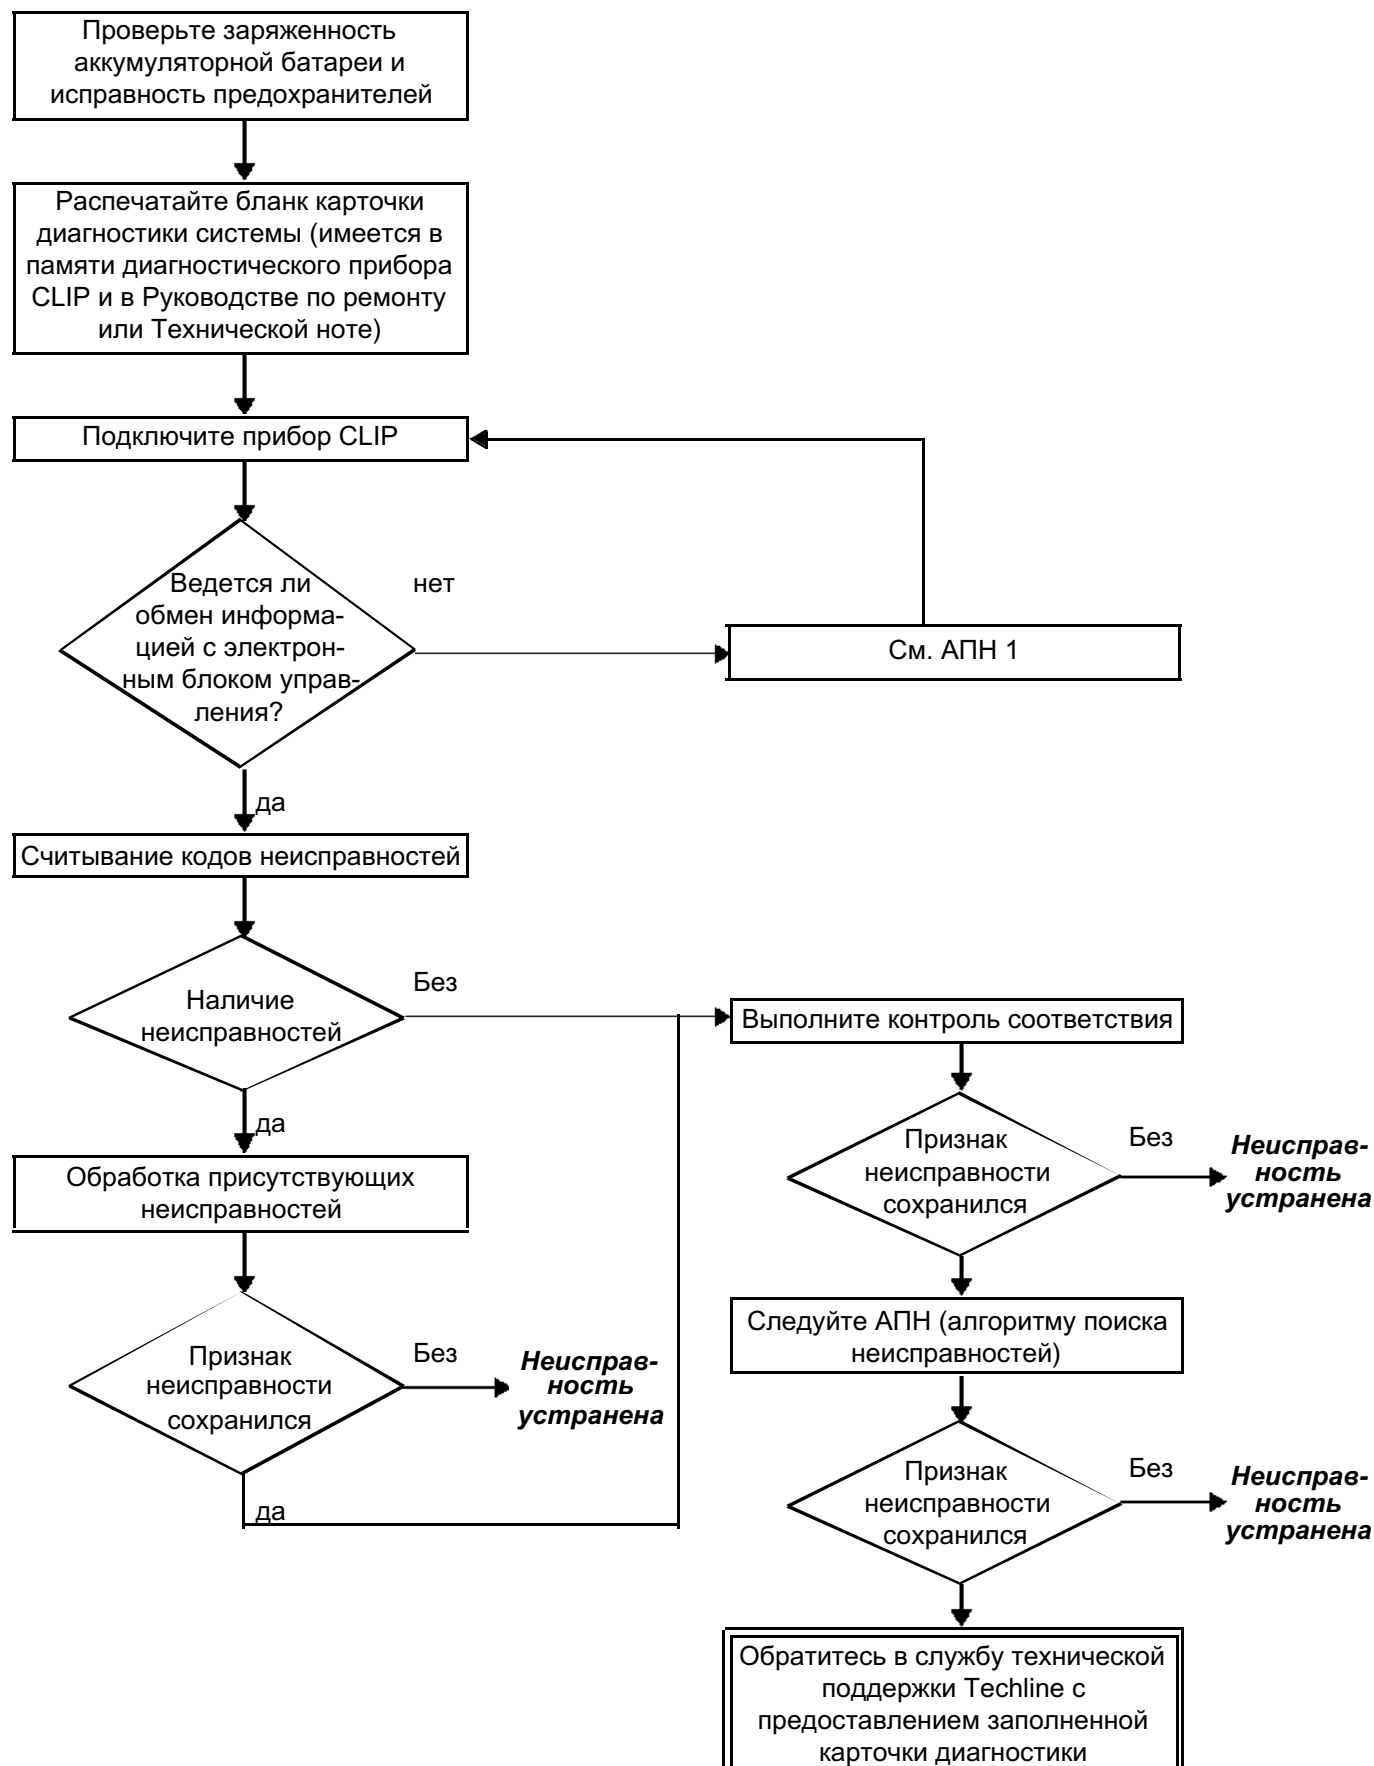 Проверьте заряженность
аккумуляторной батареи и
исправность предохранителей
Распечатайте бланк карточки
диагностики системы (имеется в
памяти диагностического прибора
CLIP и в Руководстве по ремонту
или Технической ноте)
Подключите прибор CLIP
Ведется ли
обмен информа-
цией с электрон-
ным блоком управ-
ления?
нет
См. АПН 1
да
Считывание кодов неисправностей
Наличие
неисправностей
Без
Выполните контроль соответствия
да
Обработка присутствующих
неисправностей
Признак
неисправности
сохранился
Без
Неисправ-
ность
устранена
да
Признак
неисправности
сохранился
Без
Неисправ-
ность
устранена
Следуйте АПН (алгоритму поиска
неисправностей)
Признак
неисправности
сохранился
Без
Неисправ-
ность
устранена
Обратитесь в службу технической
поддержки Techline с
предоставлением заполненной
карточки диагностики